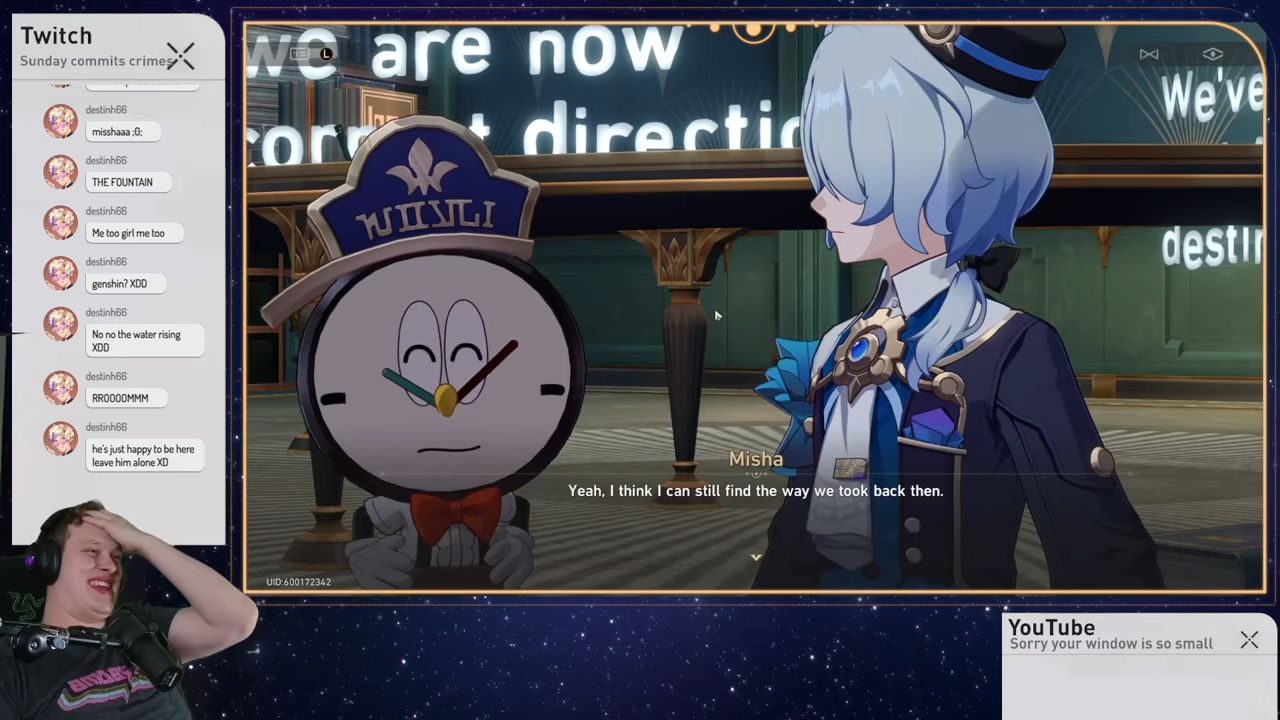 Twitch
Sunday commits crimes
destinh66
misshaaa ;0;
destinh66
THE FOUNTAIN
destinh66
Me too girl me too
destinh66
genshin? XDD
destinh66
No no the water rising
XDD
destinh66
RROOOOMMM
destinh66
he's just happy to be here
leave him alone XD
we are now
directio
We've
destin
L
Misha
Yeah, I think I can still find the way we took back then.
UID:600172342
YouTube
Sorry your window is so small